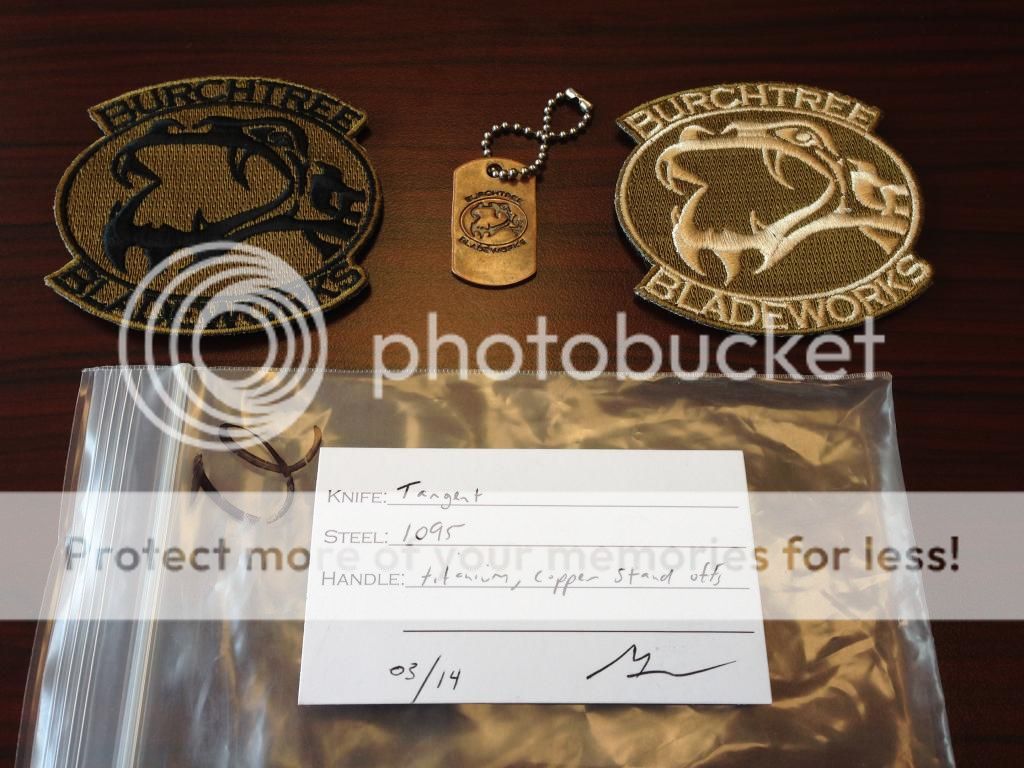 BURCHTREE
BLADEWORKS
BURCHTREE
BLADEWORKS
BURCHTREE
BLADEWORKS
photobucket
KNIFE: Tangent
STEEL: 1095
Protect more of your memories for less!
HANDLE: titanium, copper stand offs
03/14